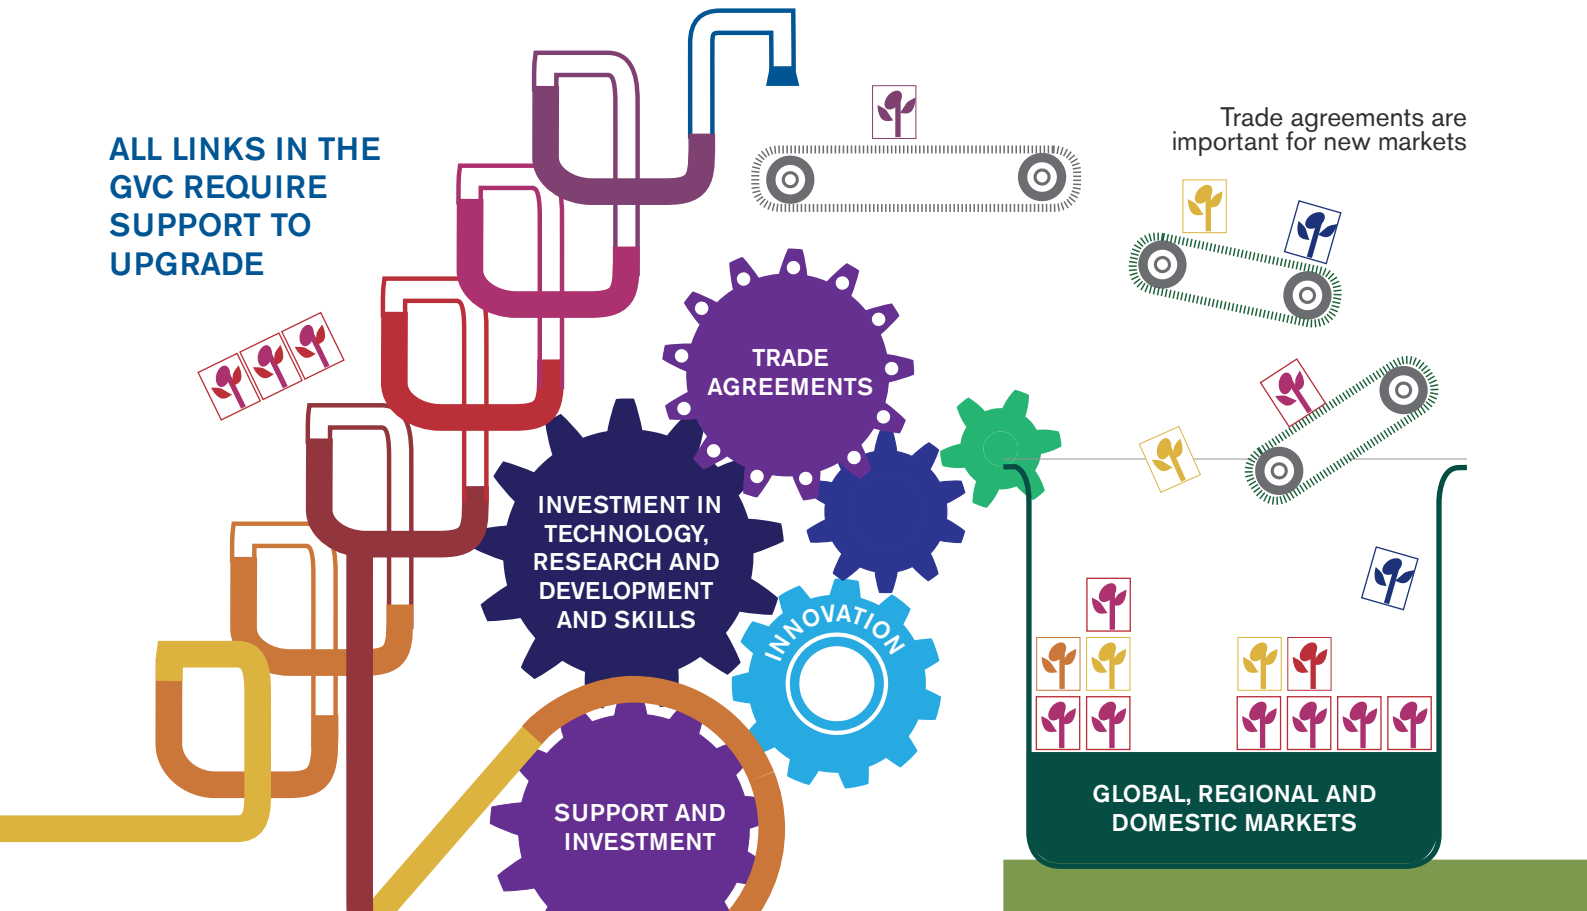 ALL LINKS IN THE
GVC REQUIRE
SUPPORT TO
UPGRADE
Trade agreements are
important for new markets
TRADE
AGREEMENTS
INVESTMENT IN
TECHNOLOGY,
RESEARCH AND
DEVELOPMENT
AND SKILLS
INNOVATION
SUPPORT AND
INVESTMENT
GLOBAL, REGIONAL AND
DOMESTIC MARKETS